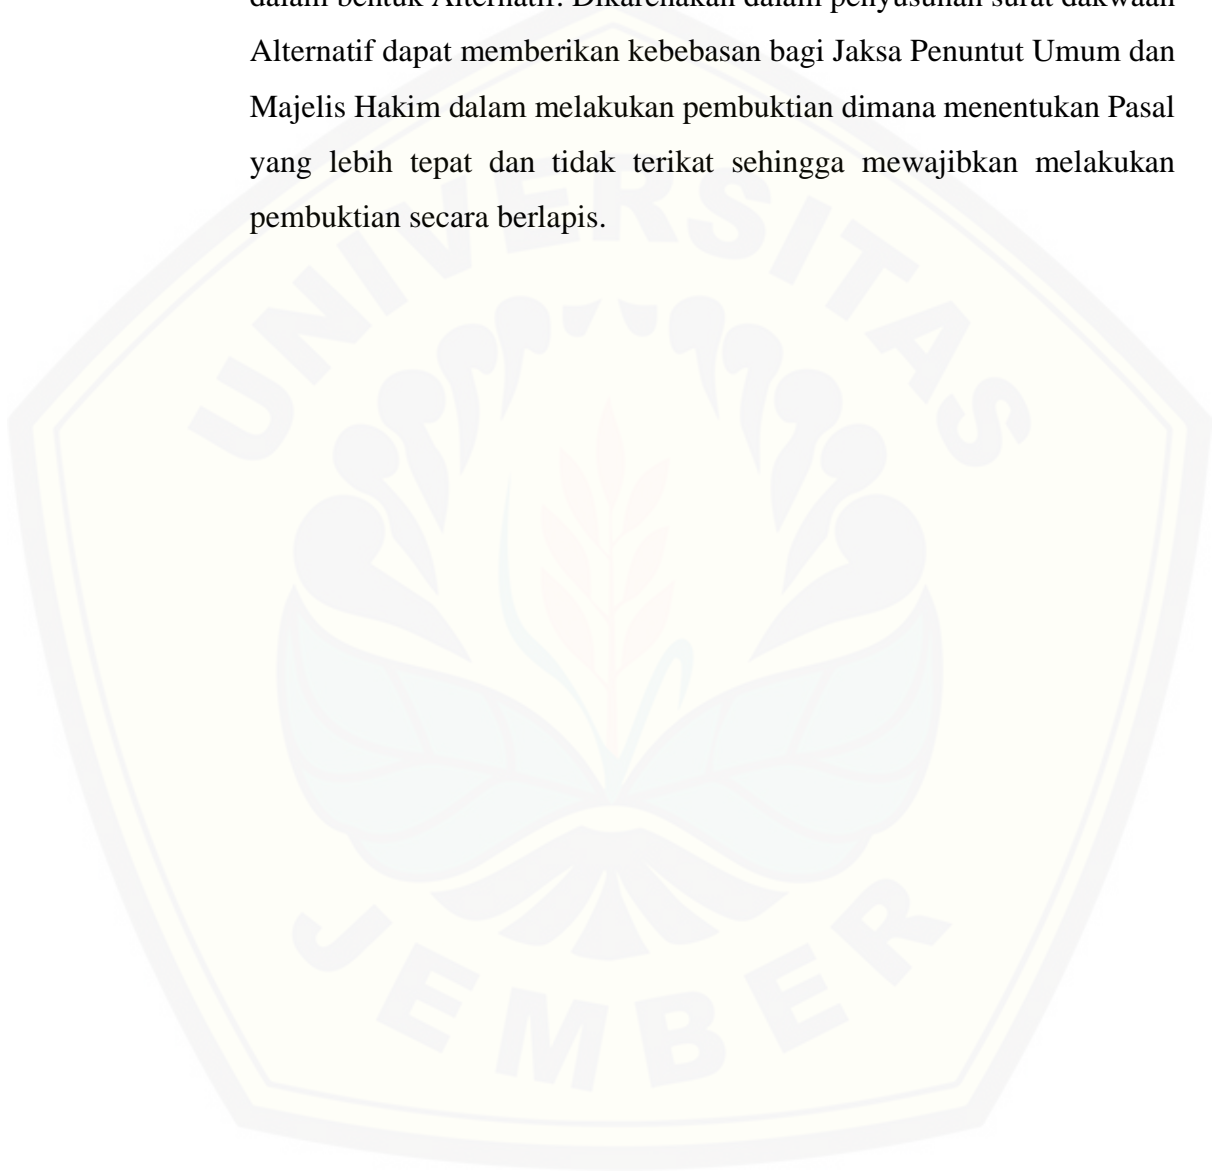 dalam bentuk Alternatif. Dikarenakan dalam penyusunan surat dakwaan
Alternatif dapat memberikan kebebasan bagi Jaksa Penuntut Umum dan
Majelis Hakim dalam melakukan pembuktian dimana menentukan Pasal
yang lebih tepat dan tidak terikat sehingga mewajibkan melakukan
pembuktian secara berlapis.
UNIVERSITAS
JEMBER